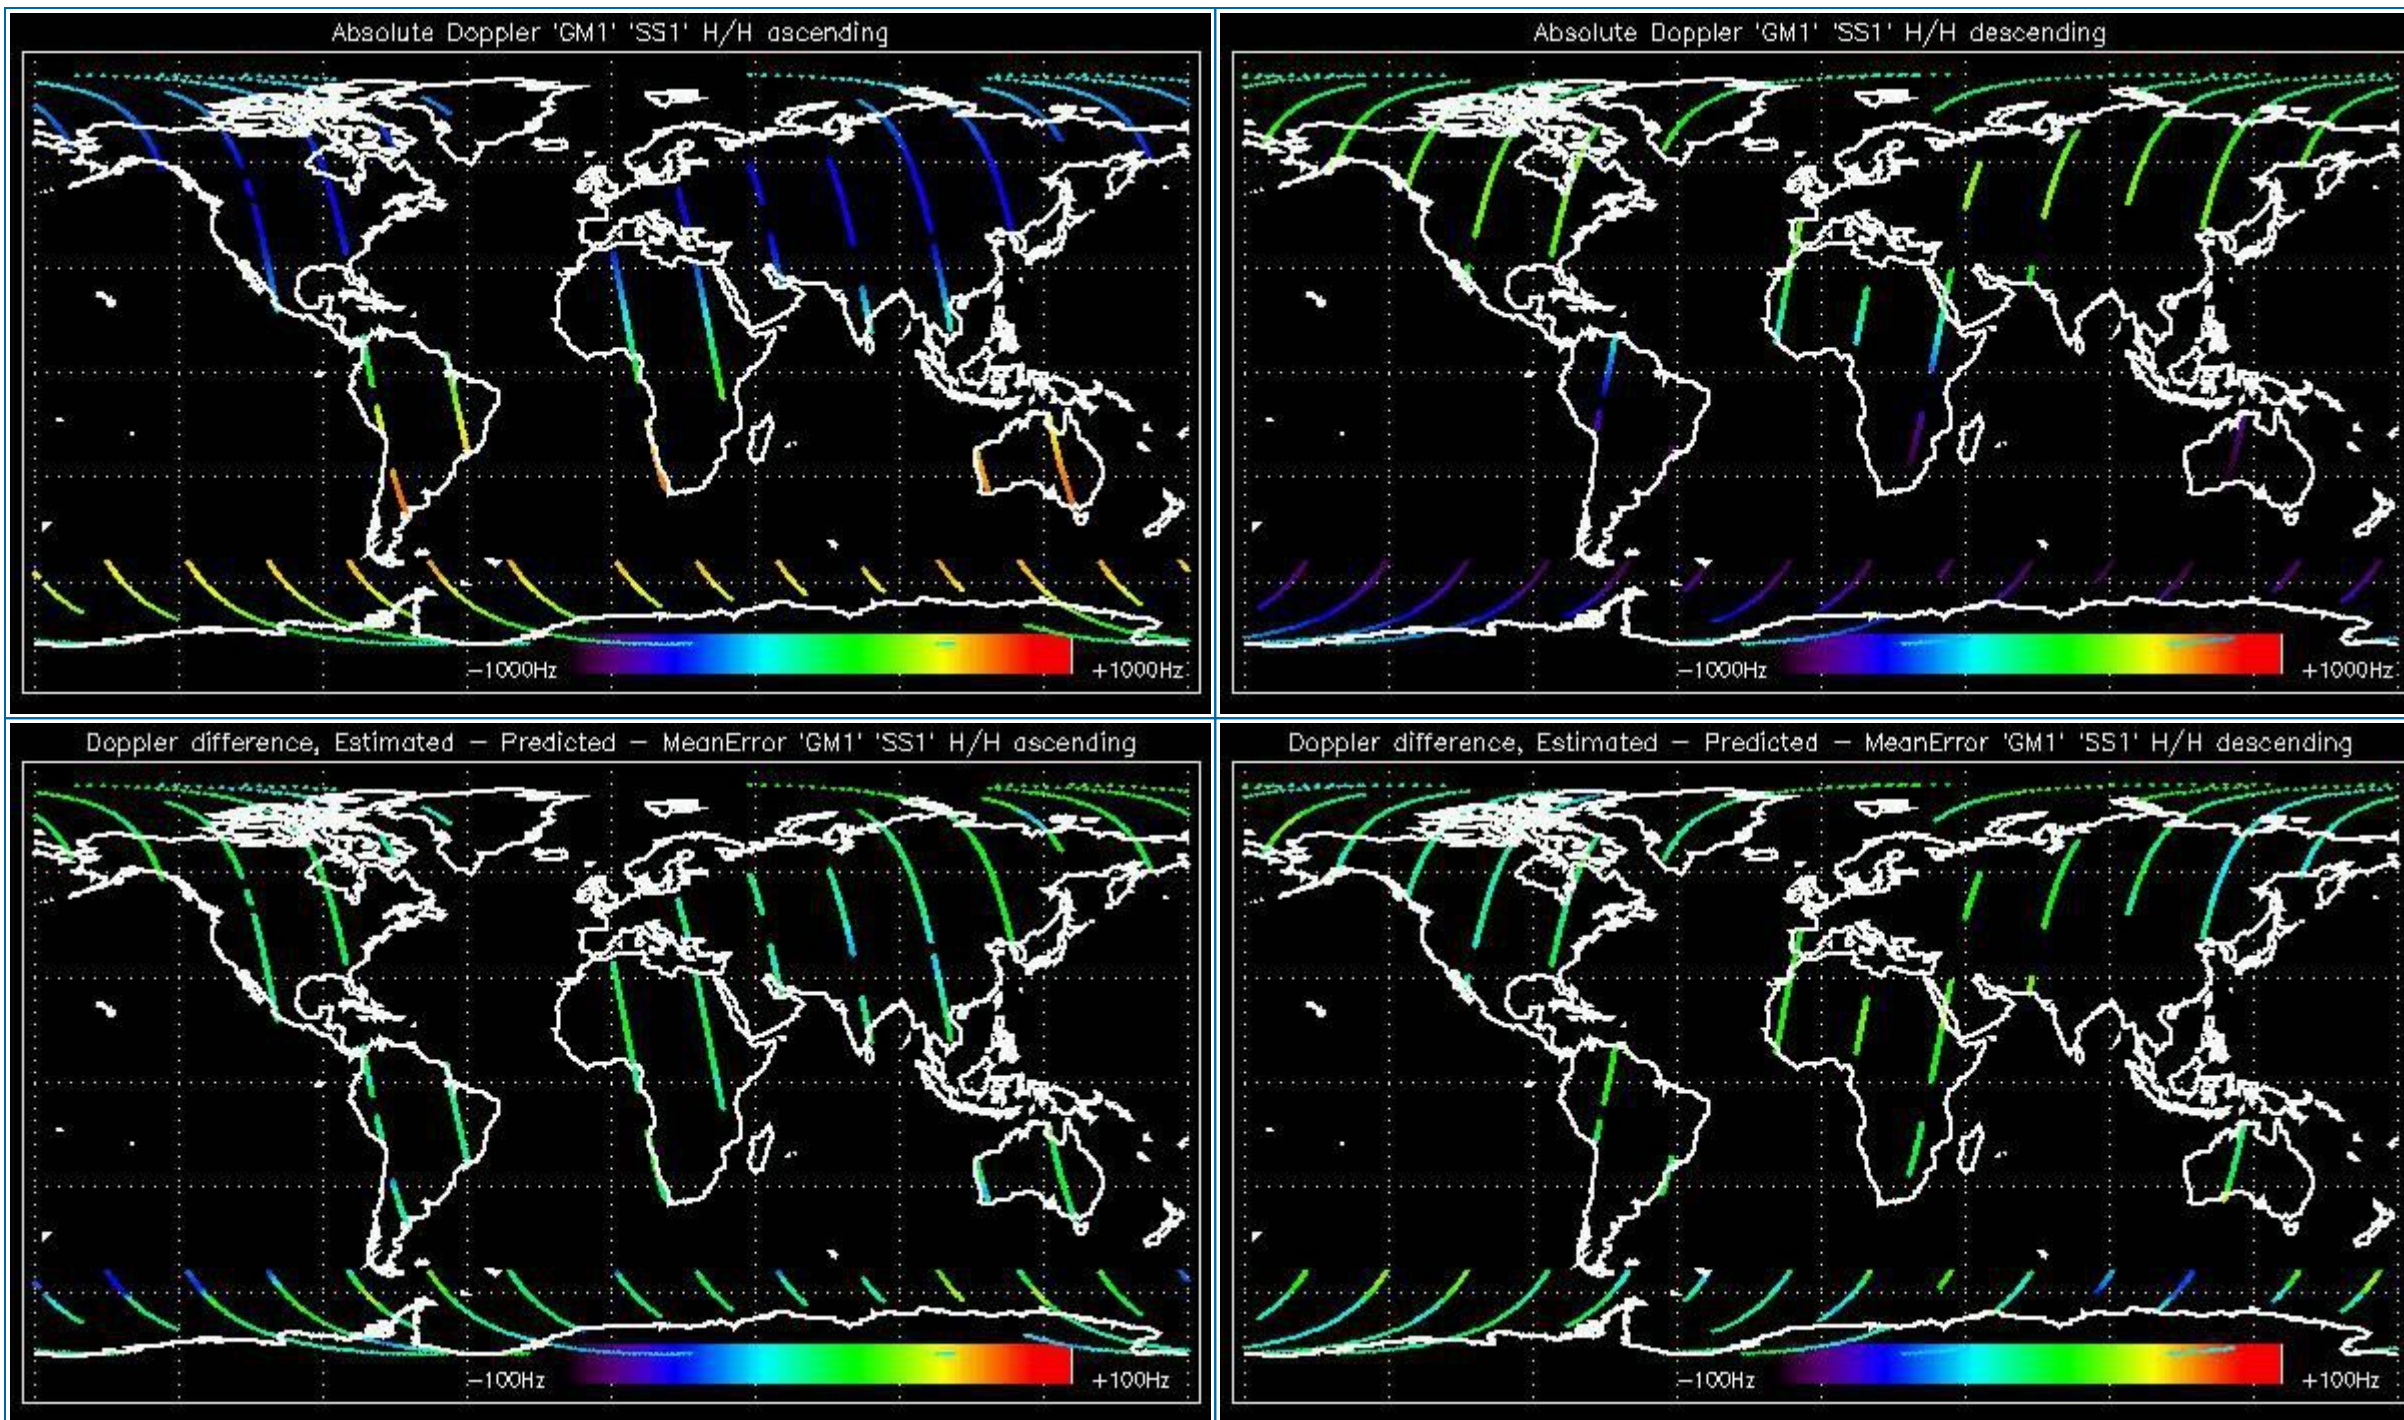 Absolute Doppler 'GM1' 'SS1' H/H ascending
-1000Hz
+1000Hz
Absolute Doppler 'GM1' 'SS1' H/H descending
-1000Hz
+1000Hz
Doppler difference, Estimated - Predicted - MeanError 'GM1' 'SS1' H/H ascending
-100Hz
+100Hz
Doppler difference, Estimated - Predicted - MeanError 'GM1' 'SS1' H/H descending
-100Hz
+100Hz